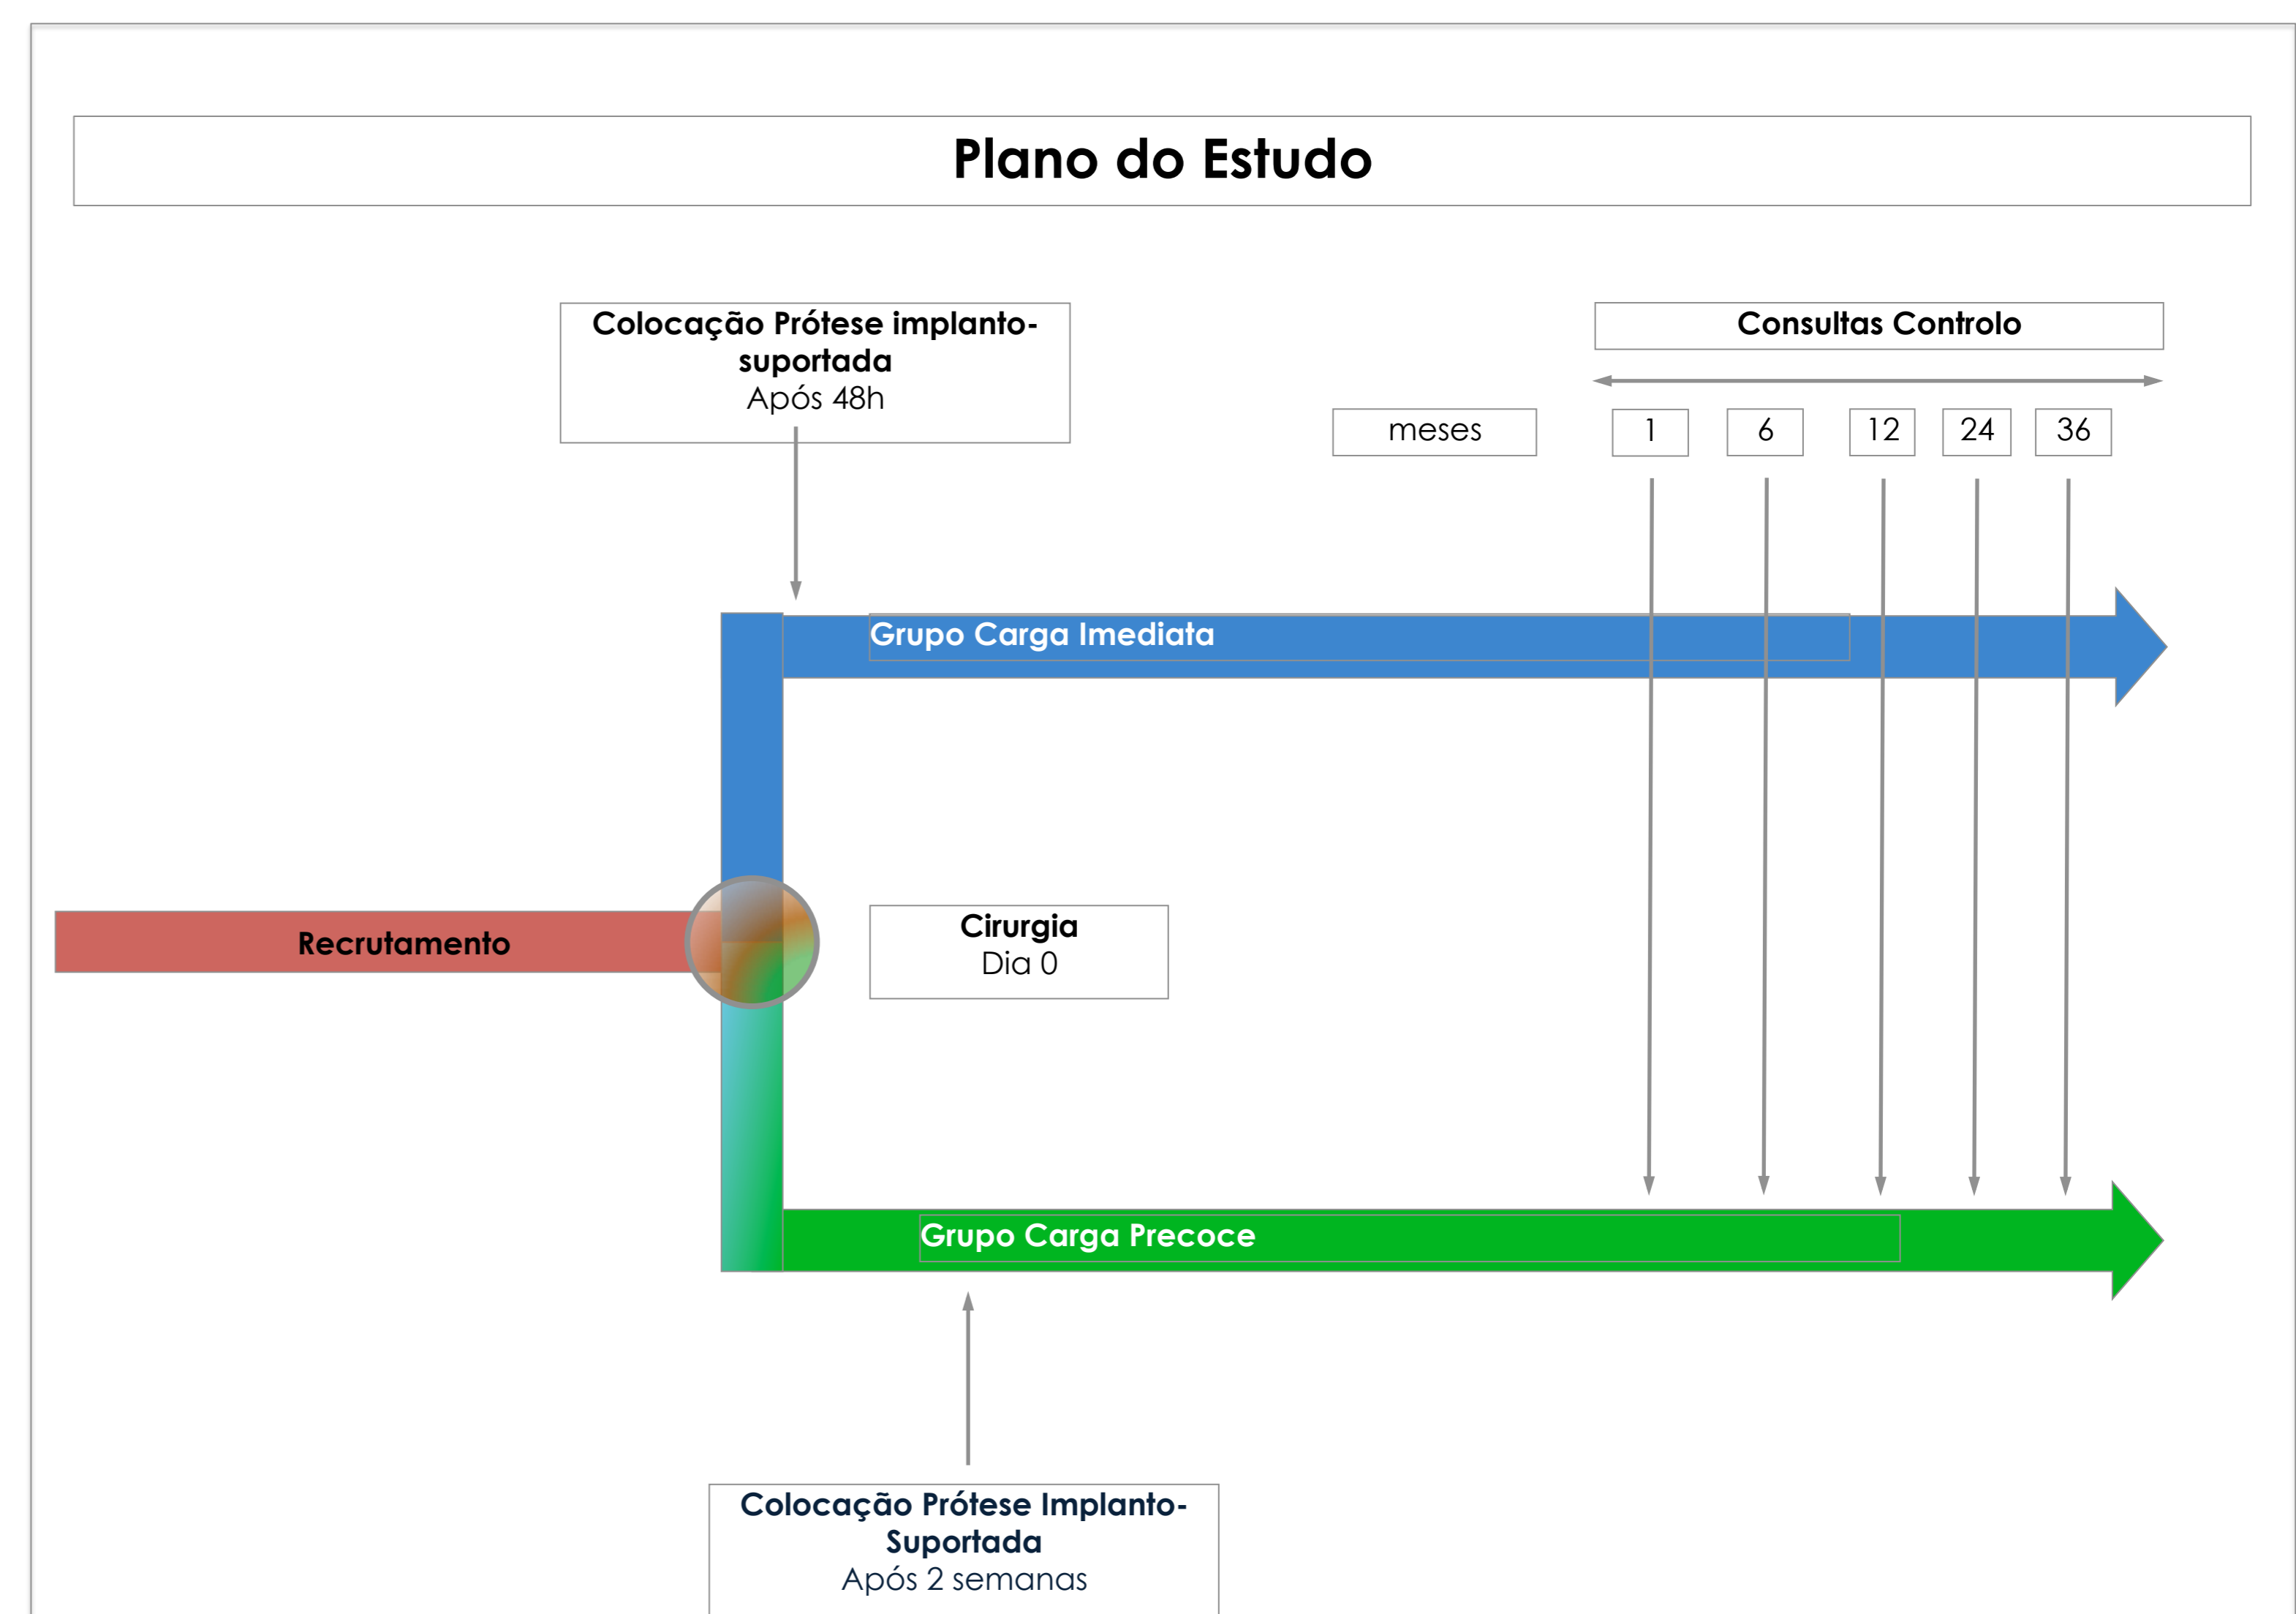 Plano do Estudo
Colocação Prótese implanto-
suportada
Após 48h
Consultas Controlo
meses
1
6
12
24
36
Grupo Carga Imediata
Recrutamento
Cirurgia
Dia 0
Grupo Carga Precoce
Colocação Prótese Implanto-
Suportada
Após 2 semanas